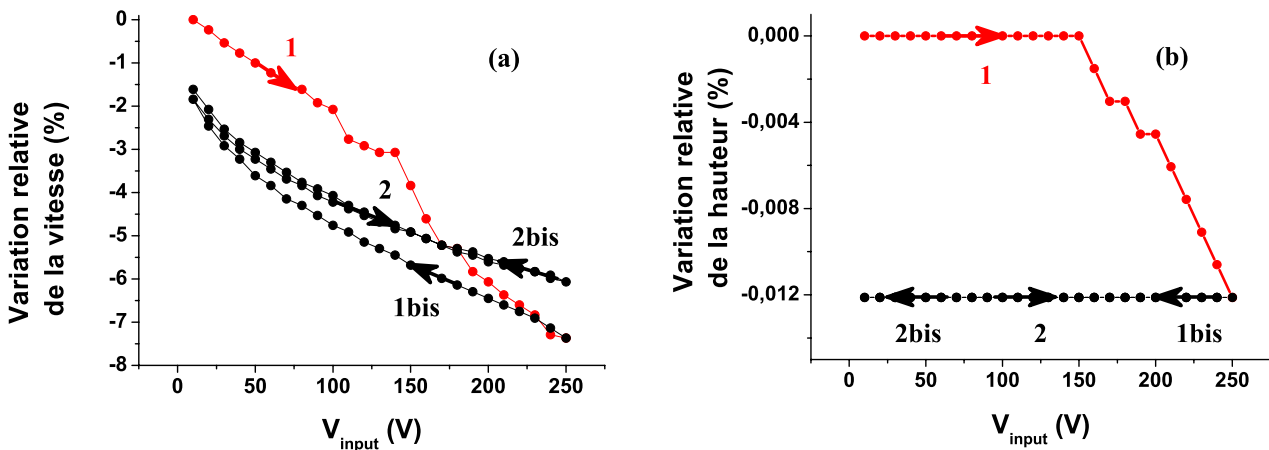 Variation relative
de la vitesse (%)
0
-1
-2
-3
-4
-5
-6
-7
-8
1
(a)
2
2bis
1bis
0
50
100
150
200
250
V_input (V)
Variation relative
de la hauteur (%)
0,000
-0,004
-0,008
-0,012
1
(b)
2bis
2
1bis
0
50
100
150
200
250
V_input (V)